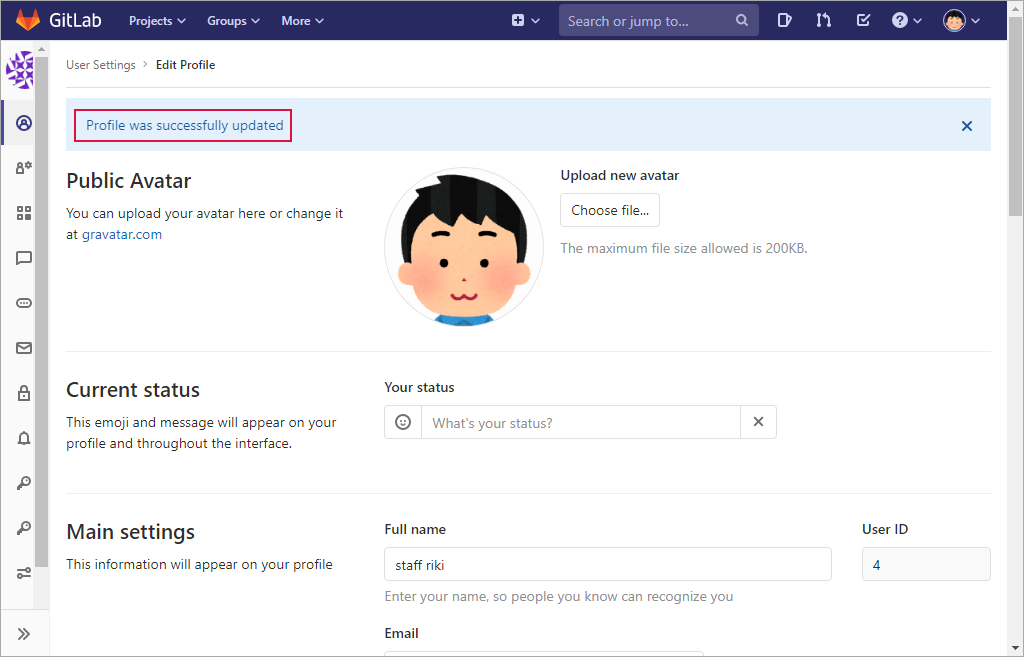 GitLab Projects Groups More Search or jump to...
User Settings > Edit Profile
Profile was successfully updated
Public Avatar
You can upload your avatar here or change it
at gravatar.com
Upload new avatar
Choose file...
The maximum file size allowed is 200KB.
Current status
This emoji and message will appear on your
profile and throughout the interface.
Your status
What's your status?
Main settings
This information will appear on your profile
Full name
staff riki
Enter your name, so people you know can recognize you
User ID
4
Email